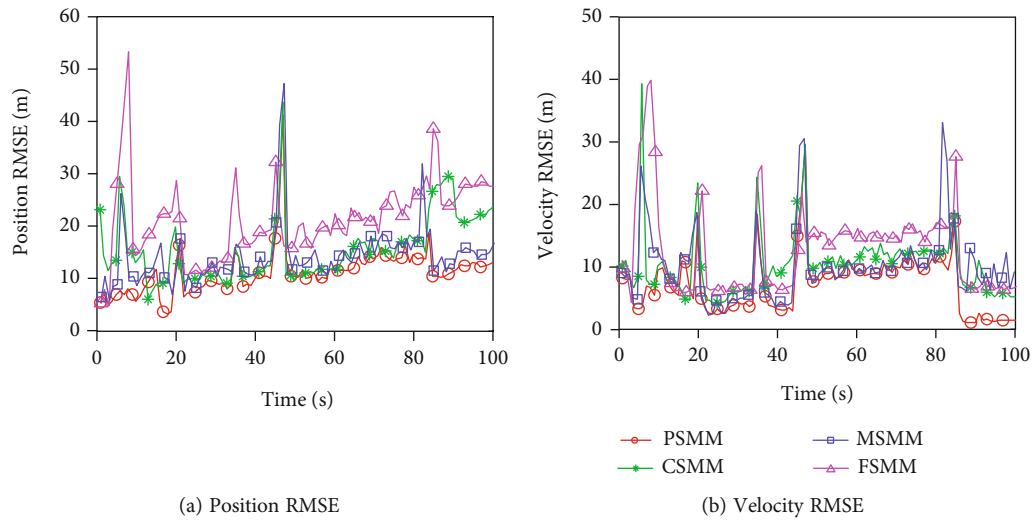 60
50
40
30
20
10
0
Position RMSE (m)
0 20 40 60 80 100
Time (s)
(a) Position RMSE
50
40
30
20
10
0
Velocity RMSE (m)
0 20 40 60 80 100
Time (s)
PSMM MSMM
CSMM FSMM
(b) Velocity RMSE